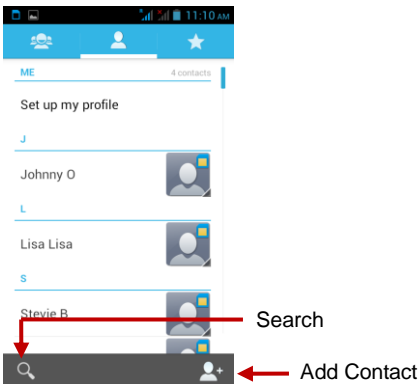 11:10 AM
ME 4 contacts
Set up my profile
J
Johnny O
L
Lisa Lisa
S
Stevie B
Search
Add Contact